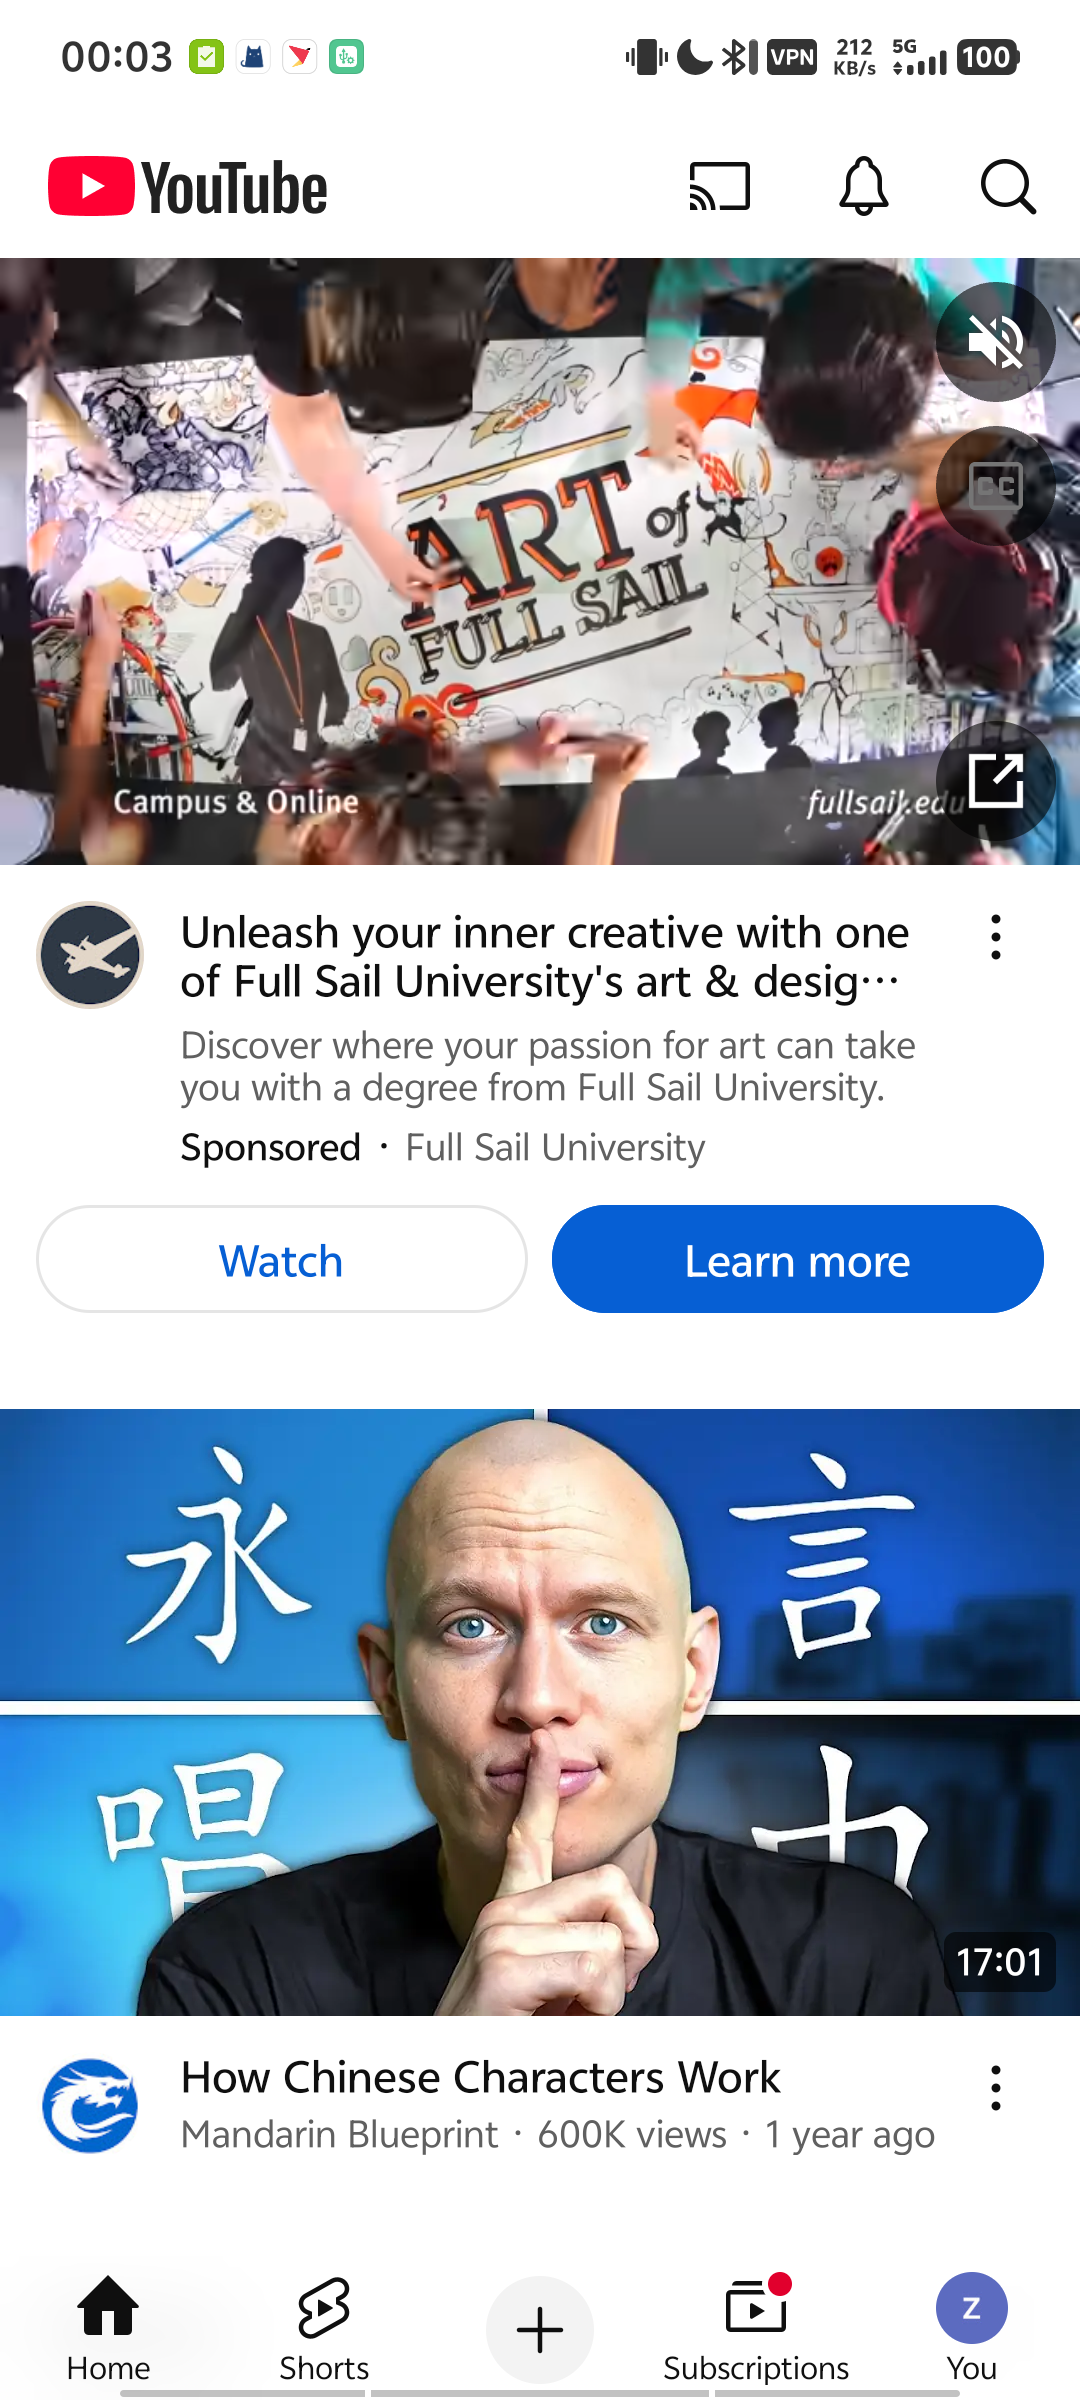 00:03
VPN
212
KB/s
5G
100
YouTube
ART of
FULL SAIL
CC
Campus & Online
fullsail.edu
Unleash your inner creative with one
of Full Sail University's art & desig...
Discover where your passion for art can take
you with a degree from Full Sail University.
Sponsored · Full Sail University
Watch
Learn more
永
言
唱
17:01
How Chinese Characters Work
Mandarin Blueprint · 600K views · 1 year ago
Home
Shorts
Subscriptions
Z
You